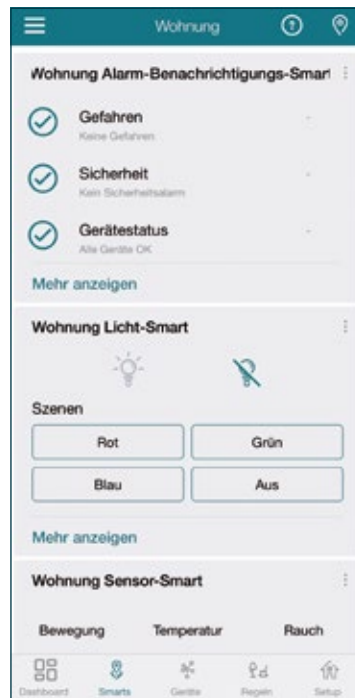 Wohnung
Wohnung Alarm-Benachrichtigungs-Smart
Gefahren
Keine Gefahren
Sicherheit
Kein Sicherheitsalarm
Gerätestatus
Alle Geräte OK
Mehr anzeigen
Wohnung Licht-Smart
Szenen
Rot Grün
Blau Aus
Mehr anzeigen
Wohnung Sensor-Smart
Bewegung Temperatur Rauch
Dashboard Smarts Geräte Regeln Setup